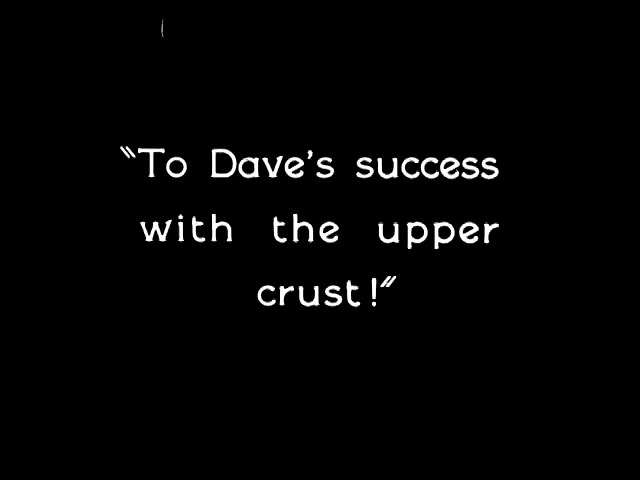 "To Dave's success
with the upper
crust!"